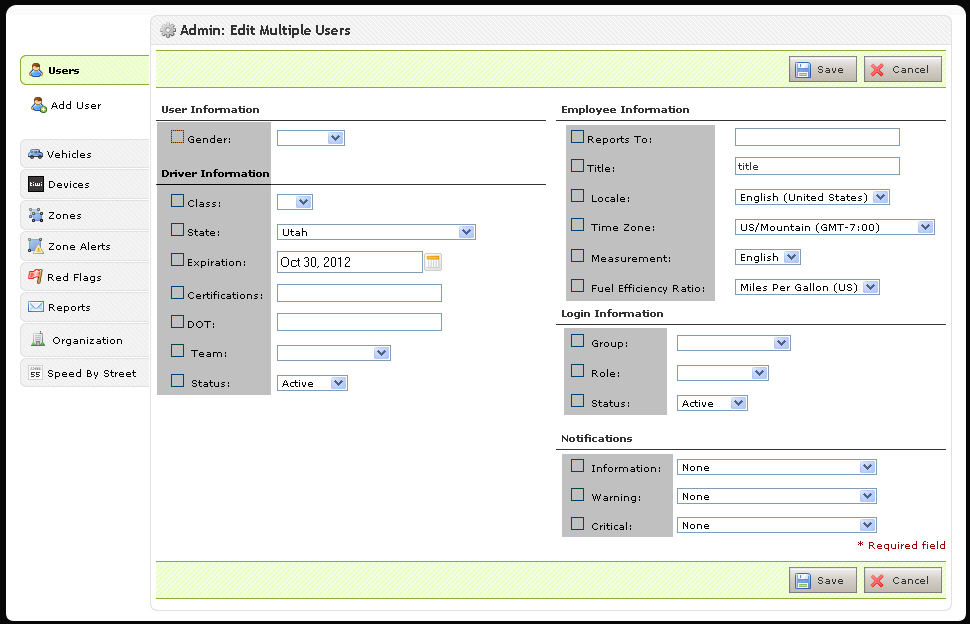 Admin: Edit Multiple Users
Users
Add User
Vehicles
tiwi
Devices
Zones
Zone Alerts
Red Flags
Reports
Organization
55
Speed By Street
Save
Cancel
User Information
Gender:
Driver Information
Class:
State:
Utah
Expiration:
Oct 30, 2012
Certifications:
DOT:
Team:
Status:
Active
Employee Information
Reports To:
Title:
title
Locale:
English (United States)
Time Zone:
US/Mountain (GMT-7:00)
Measurement:
English
Fuel Efficiency Ratio:
Miles Per Gallon (US)
Login Information
Group:
Role:
Status:
Active
Notifications
Information:
None
Warning:
None
Critical:
None
* Required field
Save
Cancel